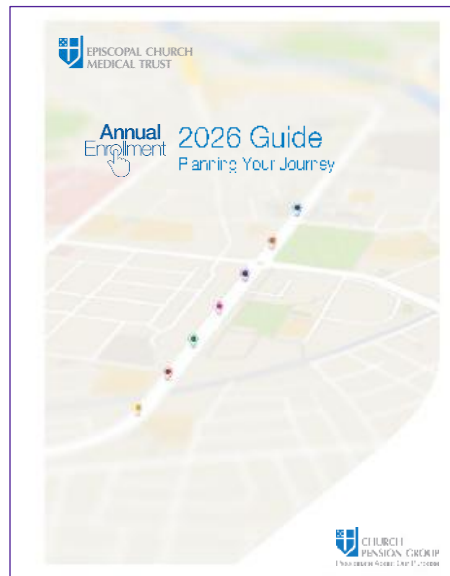 EPISCOPAL CHURCH
MEDICAL TRUST
Annual
Enrollment
2026 Guide
Planning Your Journey
CHURCH
PENSION GROUP